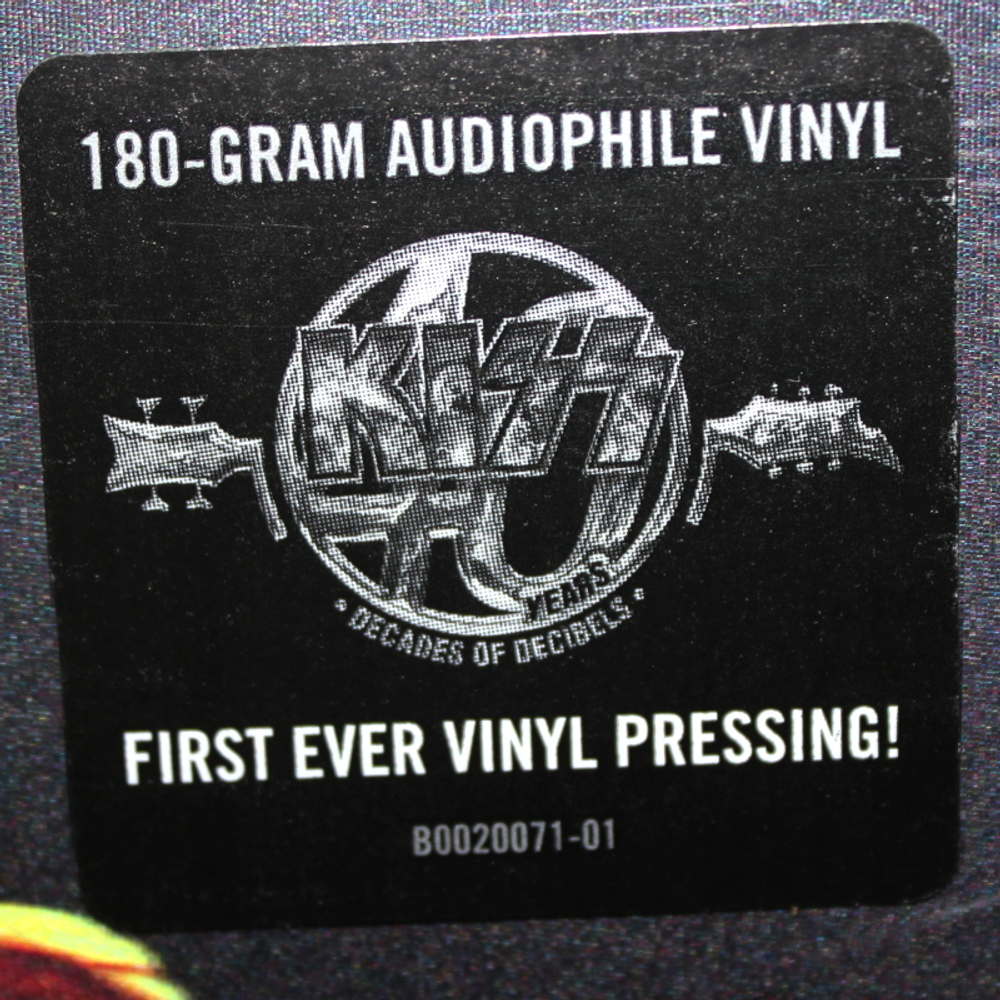 180-GRAM AUDIOPHILE VINYL
KISS
40
YEARS
• DECADES OF DECIBELS •
FIRST EVER VINYL PRESSING!
B0020071-01